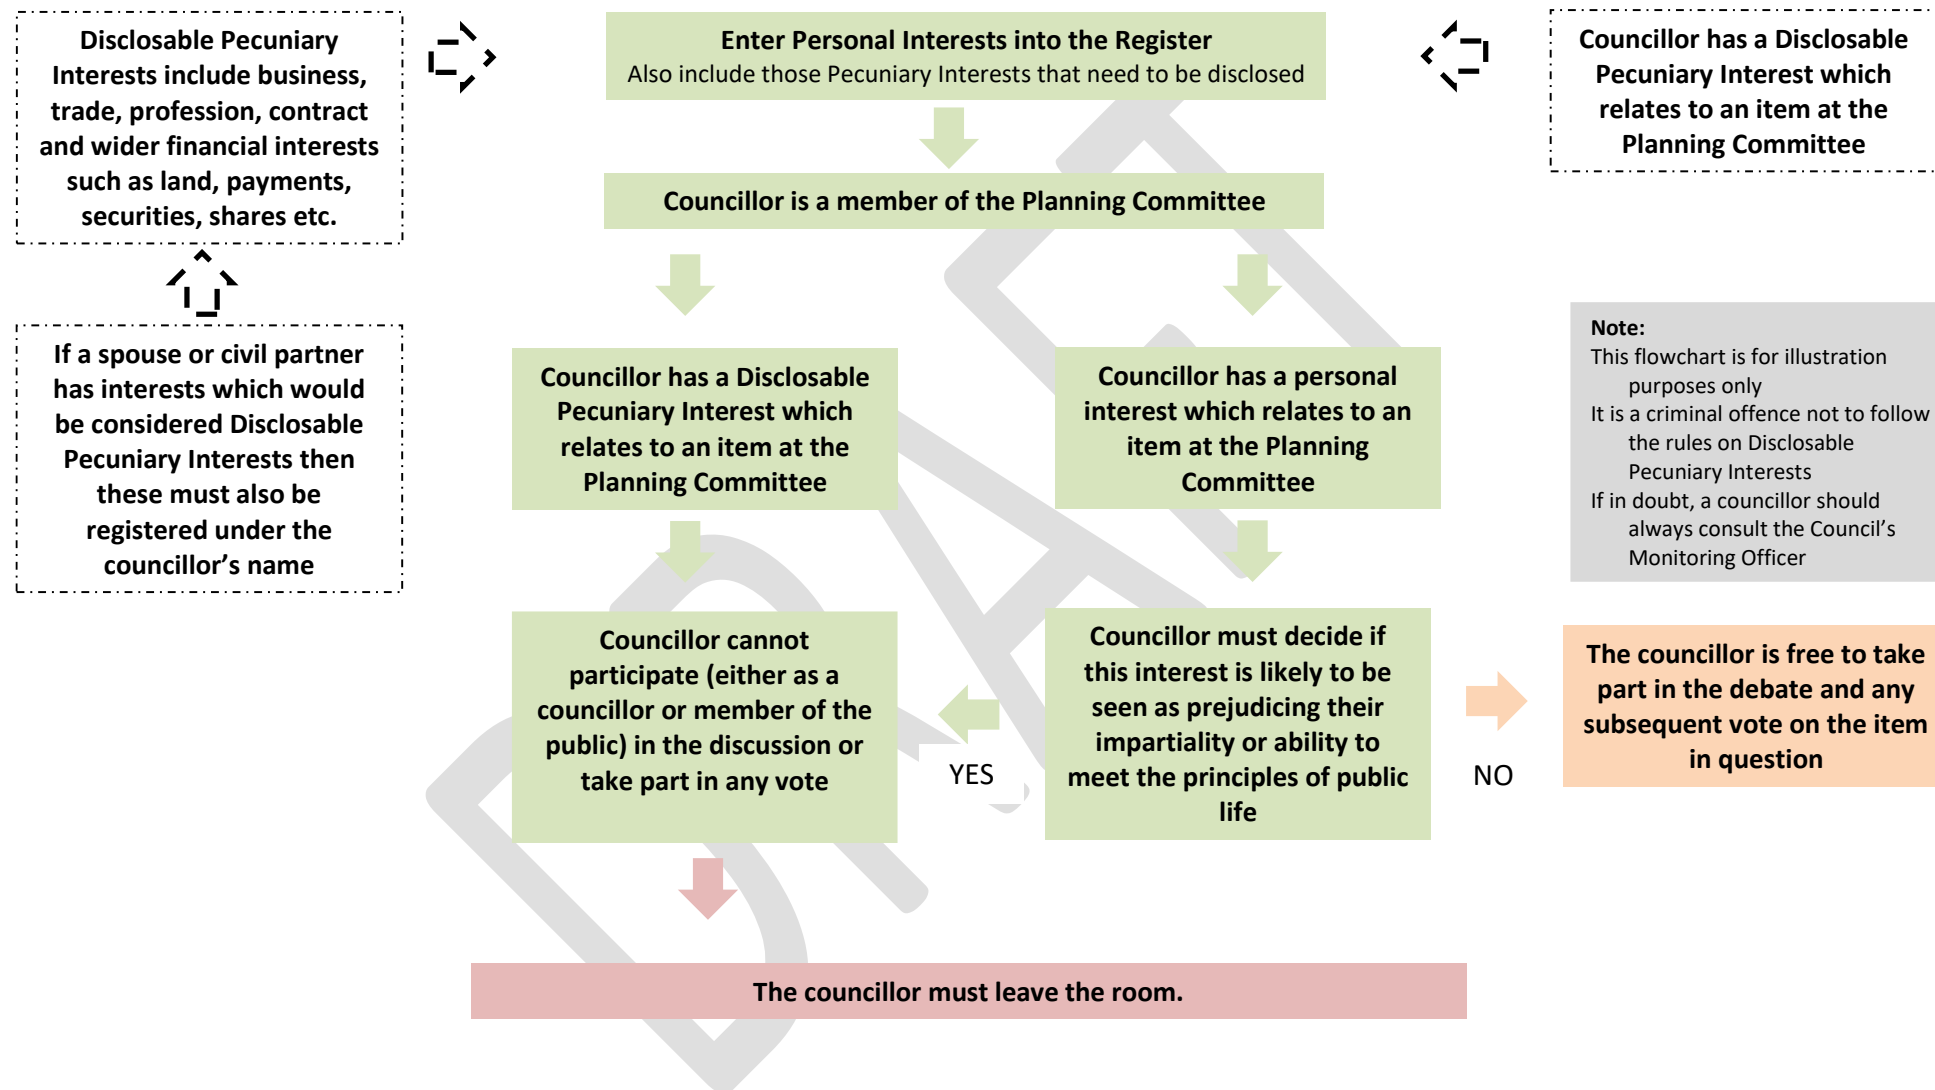 Disclosable Pecuniary
Interests include business,
trade, profession, contract
and wider financial interests
such as land, payments,
securities, shares etc.
Enter Personal Interests into the Register
Also include those Pecuniary Interests that need to be disclosed
Councillor has a Disclosable
Pecuniary Interest which
relates to an item at the
Planning Committee
Councillor is a member of the Planning Committee
If a spouse or civil partner
has interests which would
be considered Disclosable
Pecuniary Interests then
these must also be
registered under the
councillor’s name
Councillor has a Disclosable
Pecuniary Interest which
relates to an item at the
Planning Committee
Councillor has a personal
interest which relates to an
item at the Planning
Committee
Note:
This flowchart is for illustration
purposes only
It is a criminal offence not to follow
the rules on Disclosable
Pecuniary Interests
If in doubt, a councillor should
always consult the Council’s
Monitoring Officer
Councillor cannot
participate (either as a
councillor or member of the
public) in the discussion or
take part in any vote
YES
Councillor must decide if
this interest is likely to be
seen as prejudicing their
impartiality or ability to
meet the principles of public
life
NO
The councillor is free to take
part in the debate and any
subsequent vote on the item
in question
The councillor must leave the room.
DRAFT